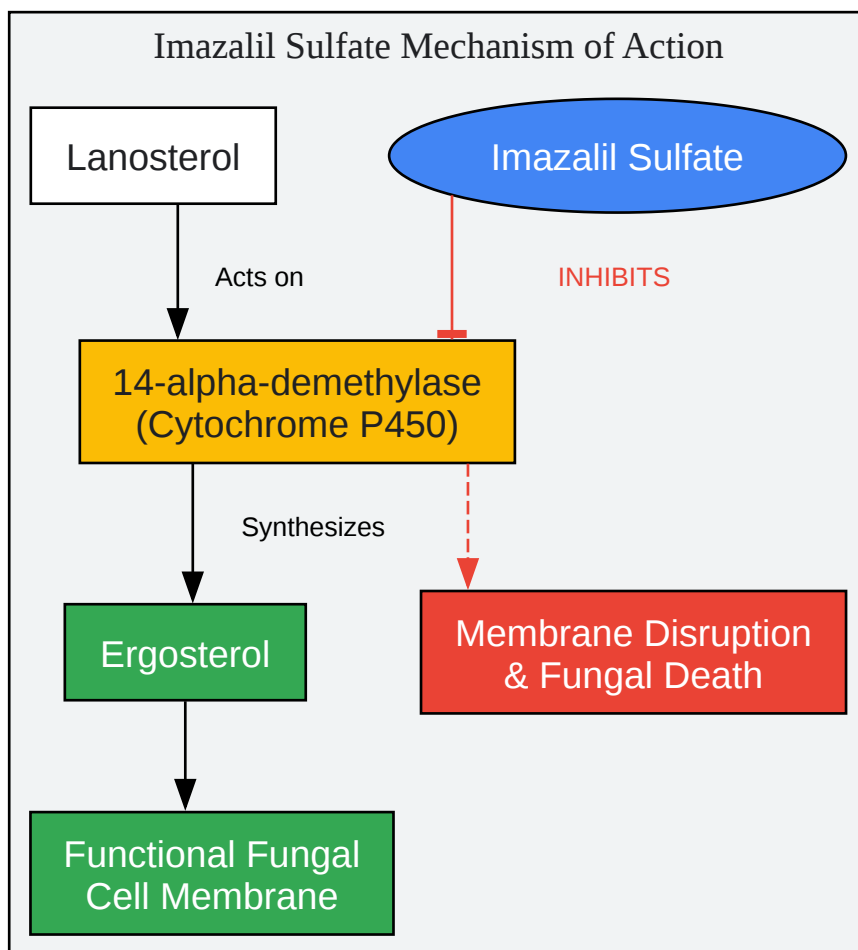 Imazalil Sulfate Mechanism of Action
Lanosterol
Imazalil Sulfate
Acts on
INHIBITS
14-alpha-demethylase
(Cytochrome P450)
Synthesizes
Ergosterol
Membrane Disruption
& Fungal Death
Functional Fungal
Cell Membrane